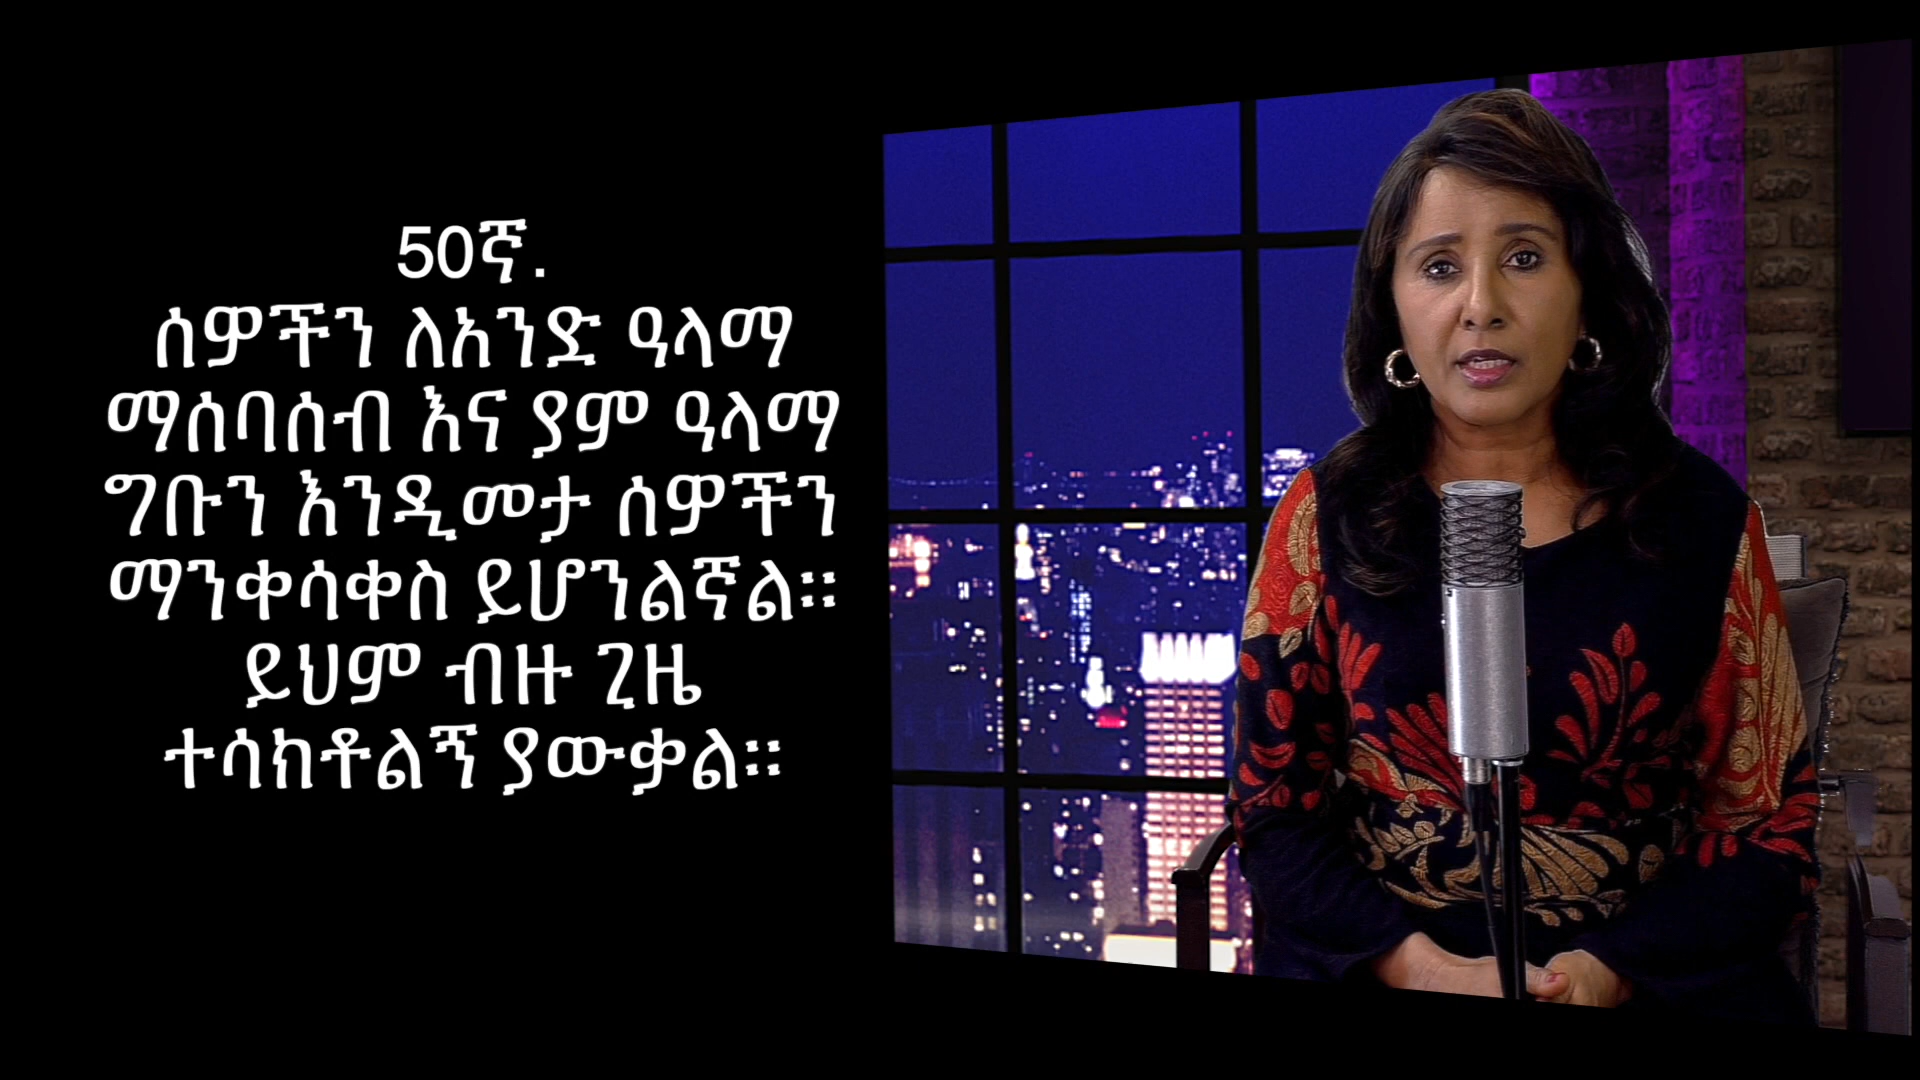 50ኛ.
ሰዎችን ለአንድ ዓላማ
ማሰባሰብ እና ያም ዓላማ
ግቡን እንዲመታ ሰዎችን
ማንቀሳቀስ ይሆንልኛል፡፡
ይህም ብዙ ጊዜ
ተሳክቶልኝ ያውቃል፡፡